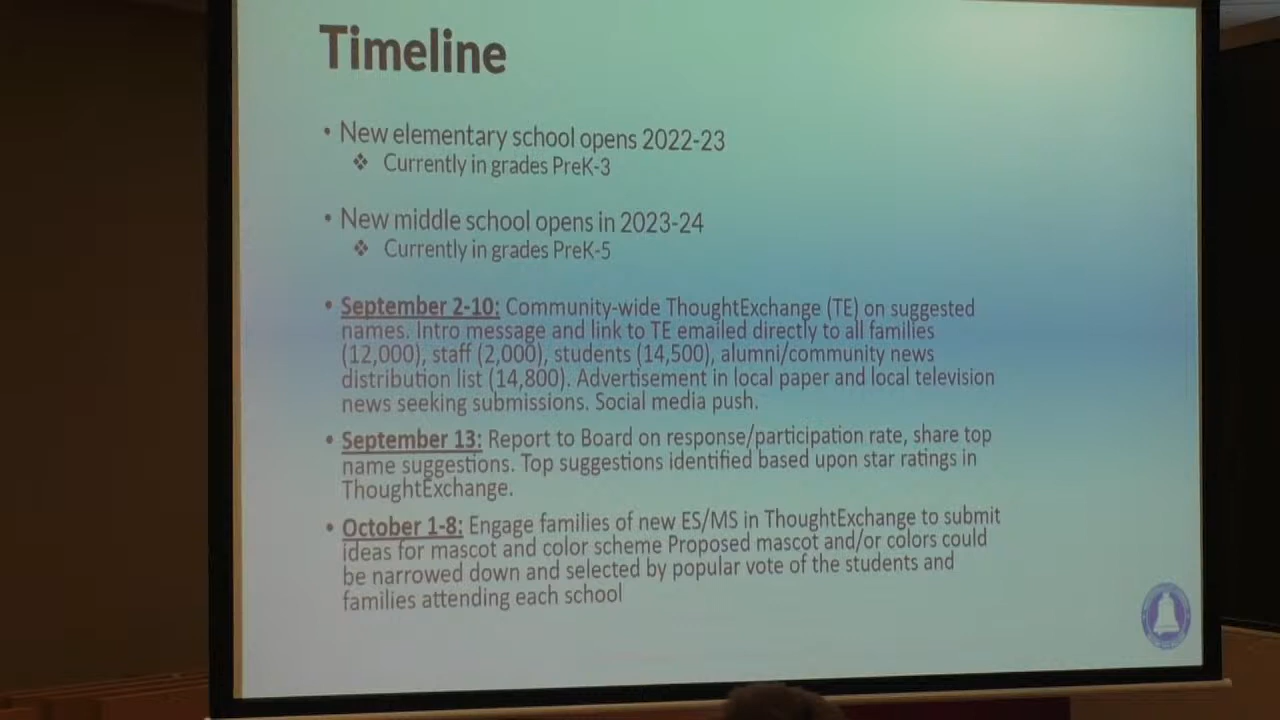 Timeline
• New elementary school opens 2022-23
❖ Currently in grades PreK-3
• New middle school opens in 2023-24
❖ Currently in grades PreK-5
• September 2-10: Community-wide ThoughtExchange (TE) on suggested
names. Intro message and link to TE emailed directly to all families
(12,000), staff (2,000), students (14,500), alumni/community news
distribution list (14,800). Advertisement in local paper and local television
news seeking submissions. Social media push.
• September 13: Report to Board on response/participation rate, share top
name suggestions. Top suggestions identified based upon star ratings in
ThoughtExchange.
• October 1-8: Engage families of new ES/MS in ThoughtExchange to submit
ideas for mascot and color scheme Proposed mascot and/or colors could
be narrowed down and selected by popular vote of the students and
families attending each school